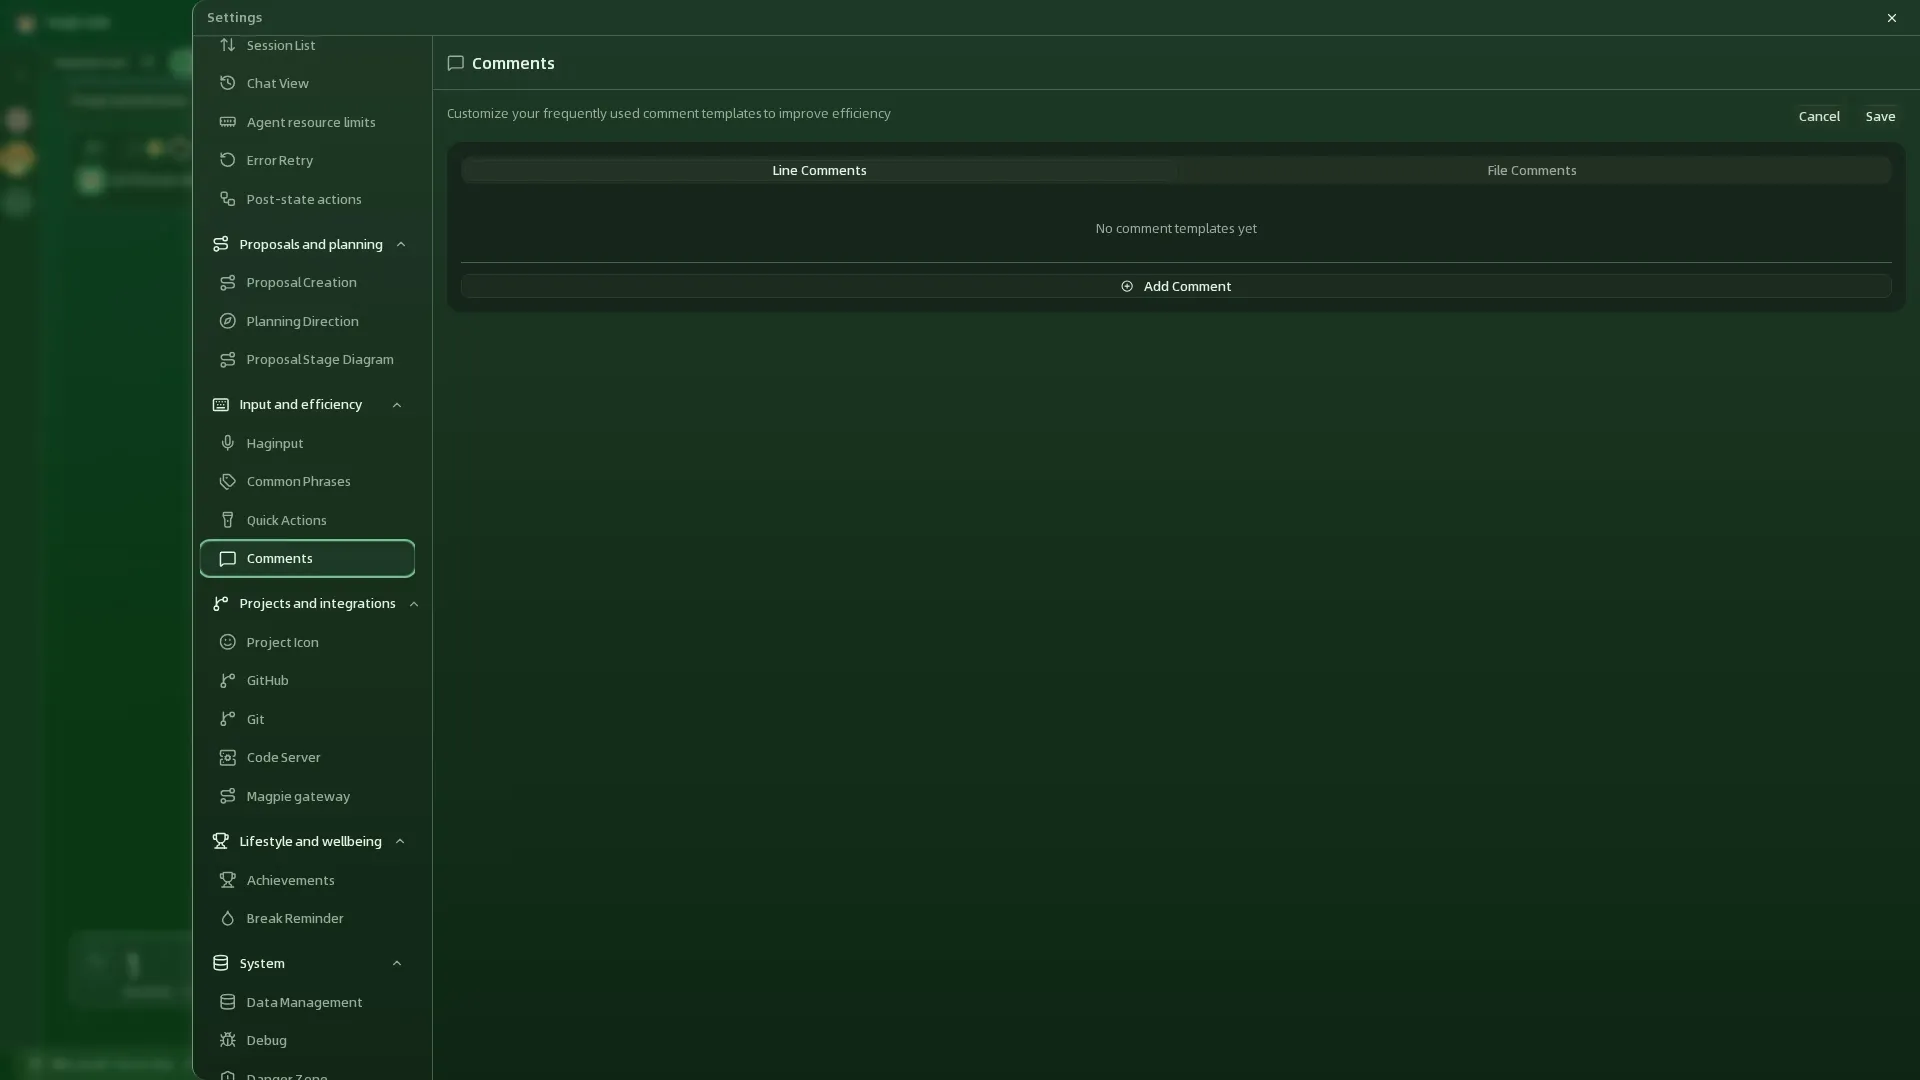 Settings
Session List
Chat View
Agent resource limits
Error Retry
Post-state actions
Proposals and planning
Proposal Creation
Planning Direction
Proposal Stage Diagram
Input and efficiency
Haginput
Common Phrases
Quick Actions
Comments
Projects and integrations
Project Icon
GitHub
Git
Code Server
Magpie gateway
Lifestyle and wellbeing
Achievements
Break Reminder
System
Data Management
Debug
Danger Zone
Comments
Customize your frequently used comment templates to improve efficiency
Cancel
Save
Line Comments
File Comments
No comment templates yet
Add Comment